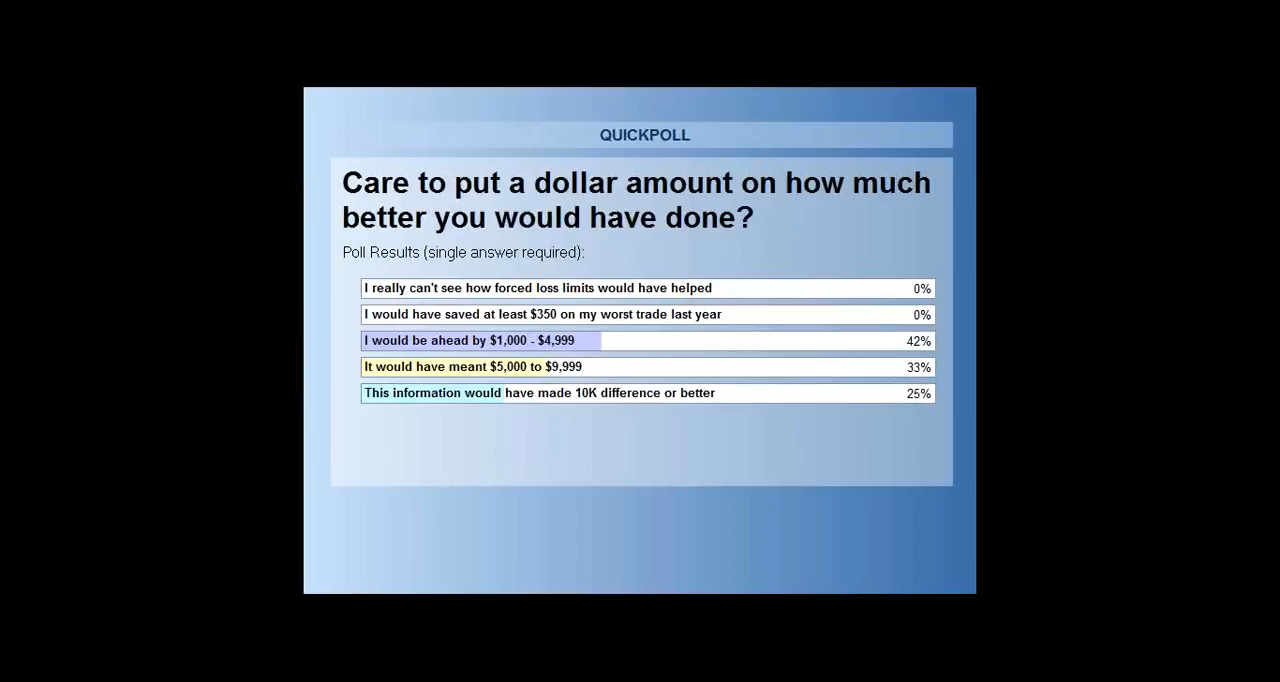 QUICKPOLL
Care to put a dollar amount on how much
better you would have done?
Poll Results (single answer required):
I really can't see how forced loss limits would have helped 0%
I would have saved at least $350 on my worst trade last year 0%
I would be ahead by $1,000 - $4,999 42%
It would have meant $5,000 to $9,999 33%
This information would have made 10K difference or better 25%